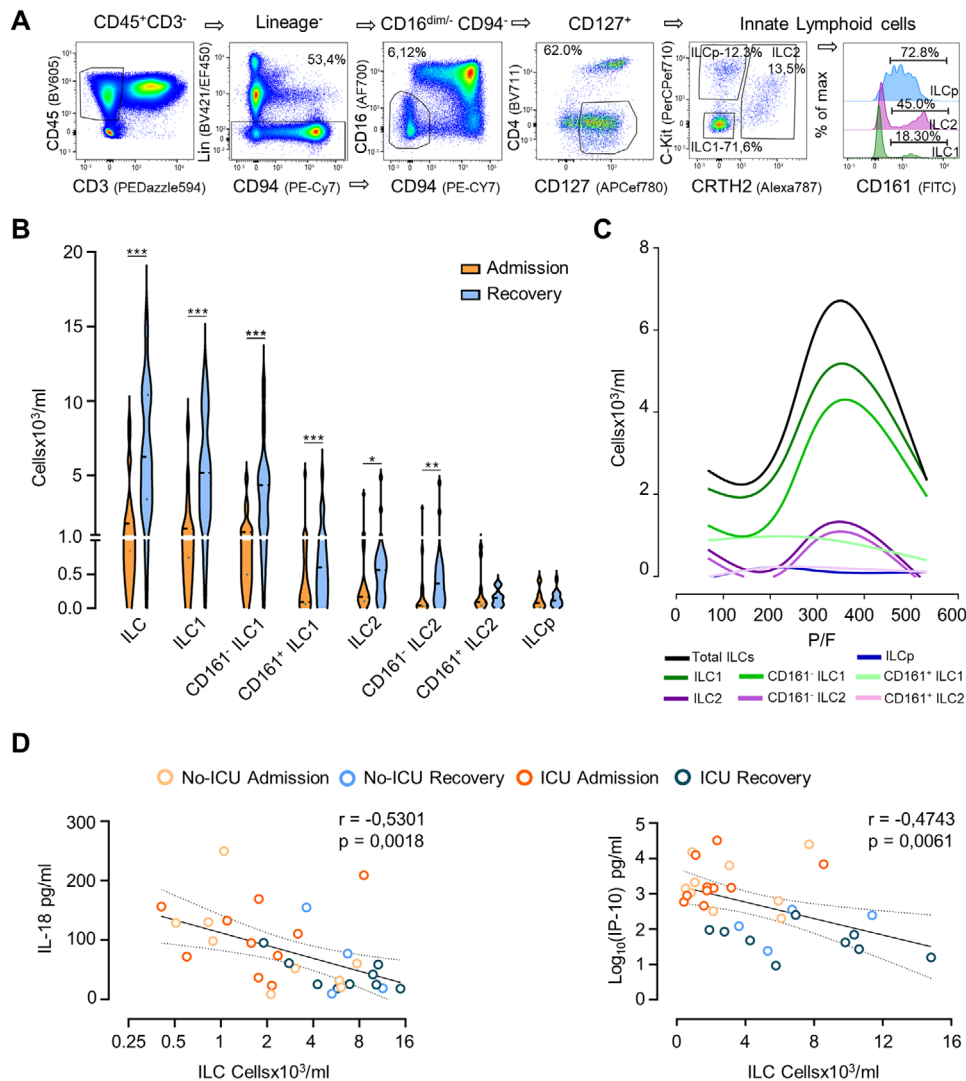 A
CD45⁺CD3⁻ ⇨ Lineage⁻ ⇨ CD16ᵈⁱᵐ/⁻ CD94⁻ ⇨ CD127⁺ ⇨ Innate Lymphoid cells
CD45 (BV605)
CD3 (PEDazzle594)
53,4%
Lin (BV421/EF450)
CD94 (PE-Cy7)
6,12%
CD16 (AF700)
CD94 (PE-CY7)
62.0%
CD4 (BV711)
CD127 (APCef780)
ILCp-12.3% ILC2
13,5%
ILC1-71,6%
C-Kit (PerCPef710)
CRTH2 (Alexa787)
72.8%
ILCp
45.0%
ILC2
18.30%
ILC1
% of max
CD161 (FITC)
B
20
15
10
5
1.0
0.5
0.0
Cellsx10³/ml
Admission
Recovery
***
***
***
***
*
**
ILC
ILC1
CD161⁻ ILC1
CD161⁺ ILC1
ILC2
CD161⁻ ILC2
CD161⁺ ILC2
ILCp
C
8
6
4
2
0
Cellsx10³/ml
0 100 200 300 400 500 600
P/F
Total ILCs ILCp
ILC1 CD161⁻ ILC1 CD161⁺ ILC1
ILC2 CD161⁻ ILC2 CD161⁺ ILC2
D
No-ICU Admission No-ICU Recovery ICU Admission ICU Recovery
r = -0,5301
p = 0,0018
300
200
100
0
IL-18 pg/ml
0.25 0.5 1 2 4 8 16
ILC Cellsx10³/ml
r = -0,4743
p = 0,0061
5
4
3
2
1
0
Log₁₀(IP-10) pg/ml
0 4 8 12 16
ILC Cellsx10³/ml